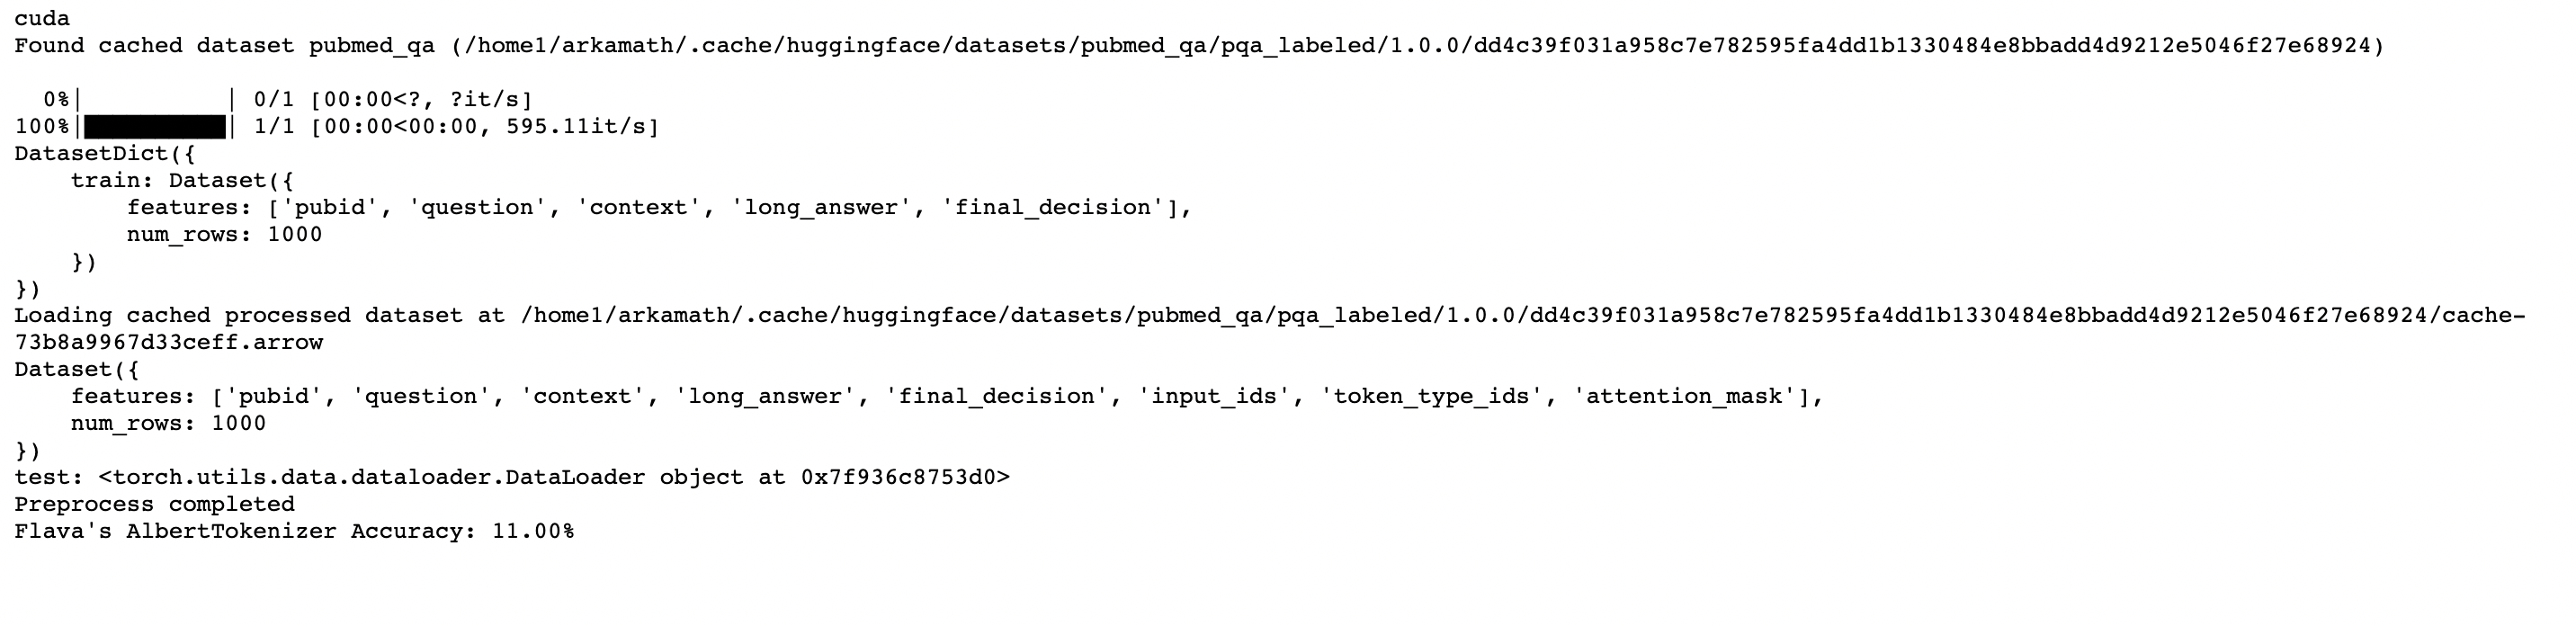 cuda
Found cached dataset pubmed_qa (/home1/arkamath/.cache/huggingface/datasets/pubmed_qa/pqa_labeled/1.0.0/dd4c39f031a958c7e782595fa4dd1b1330484e8bbadd4d9212e5046f27e68924)
0%| | 0/1 [00:00<?, ?it/s]
100%|██████████| 1/1 [00:00<00:00, 595.11it/s]
DatasetDict({
    train: Dataset({
        features: ['pubid', 'question', 'context', 'long_answer', 'final_decision'],
        num_rows: 1000
    })
})
Loading cached processed dataset at /home1/arkamath/.cache/huggingface/datasets/pubmed_qa/pqa_labeled/1.0.0/dd4c39f031a958c7e782595fa4dd1b1330484e8bbadd4d9212e5046f27e68924/cache-
73b8a9967d33ceff.arrow
Dataset({
    features: ['pubid', 'question', 'context', 'long_answer', 'final_decision', 'input_ids', 'token_type_ids', 'attention_mask'],
    num_rows: 1000
})
test: <torch.utils.data.dataloader.DataLoader object at 0x7f936c8753d0>
Preprocess completed
Flava's AlbertTokenizer Accuracy: 11.00%